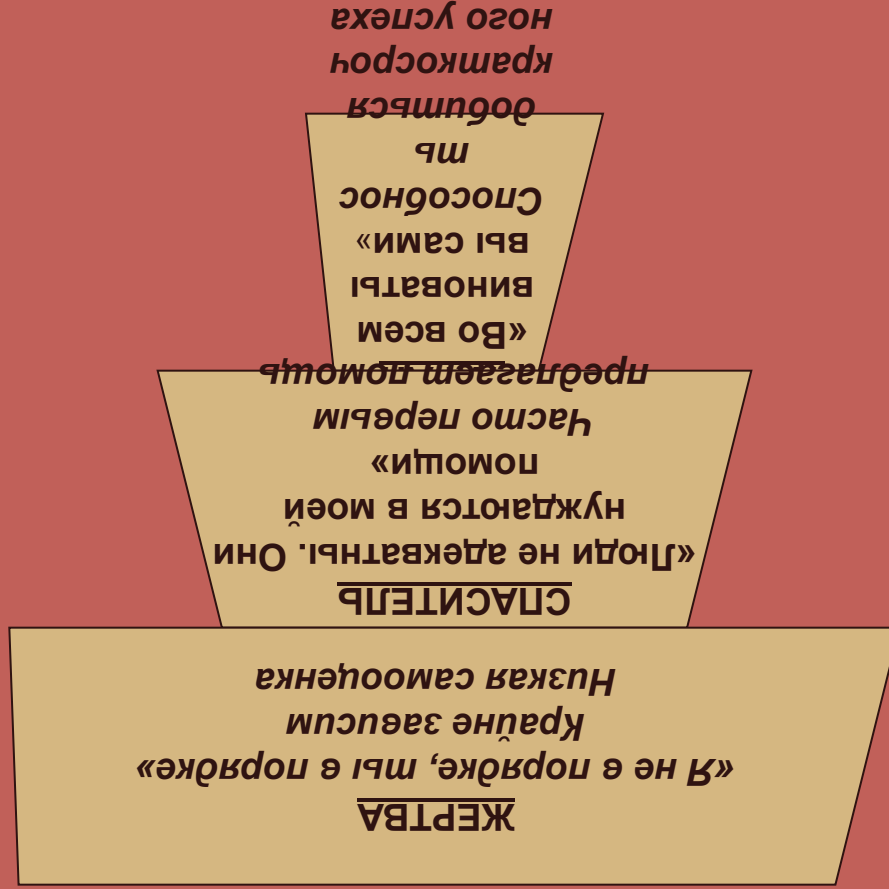 ЖЕРТВА
«Я не в порядке, ты в порядке»
Крайне зависим
Низкая самооценка
СПАСИТЕЛЬ
«Люди не адекватны. Они
нуждаются в моей
помощи»
Часто первым
предлагает помощь
«Во всем
виноваты
вы сами»
Способнос
ть
добиться
краткосроч
ного успеха